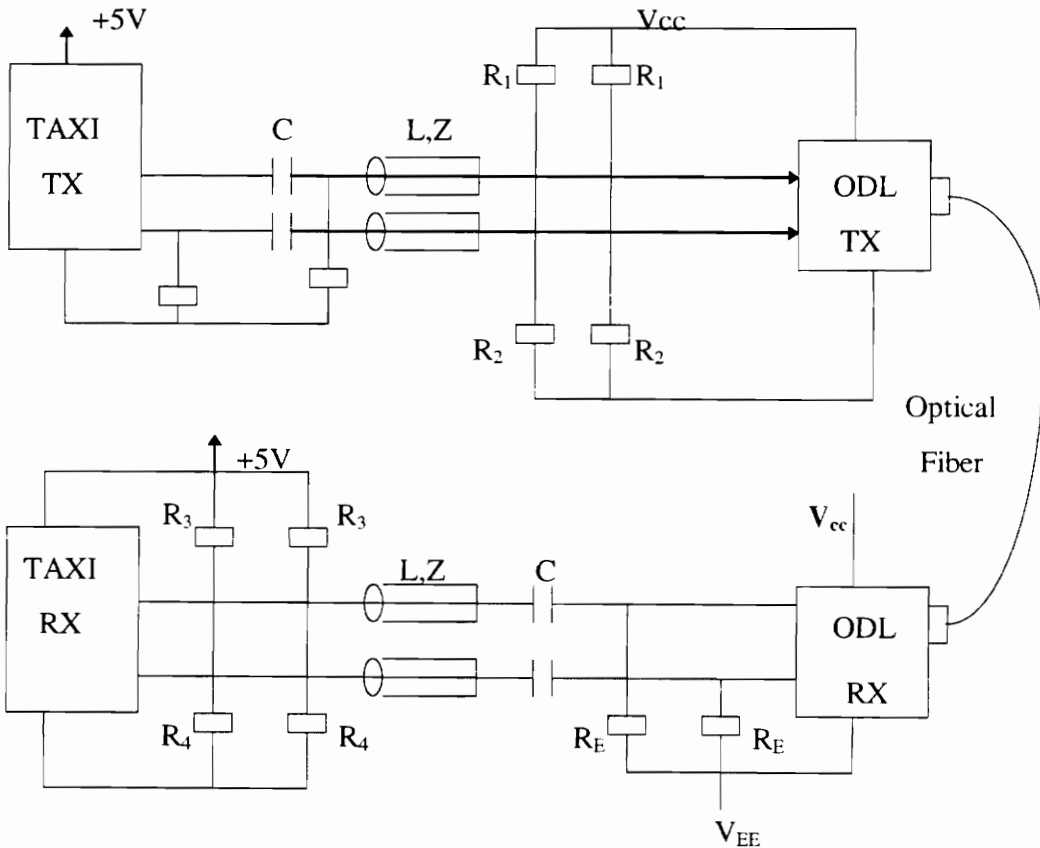 +5V
Vcc
R1
R1
TAXI
TX
C
L,Z
ODL
TX
R2
R2
Optical
Fiber
+5V
R3
R3
Vcc
TAXI
RX
L,Z
C
ODL
RX
R4
R4
RE
RE
VEE